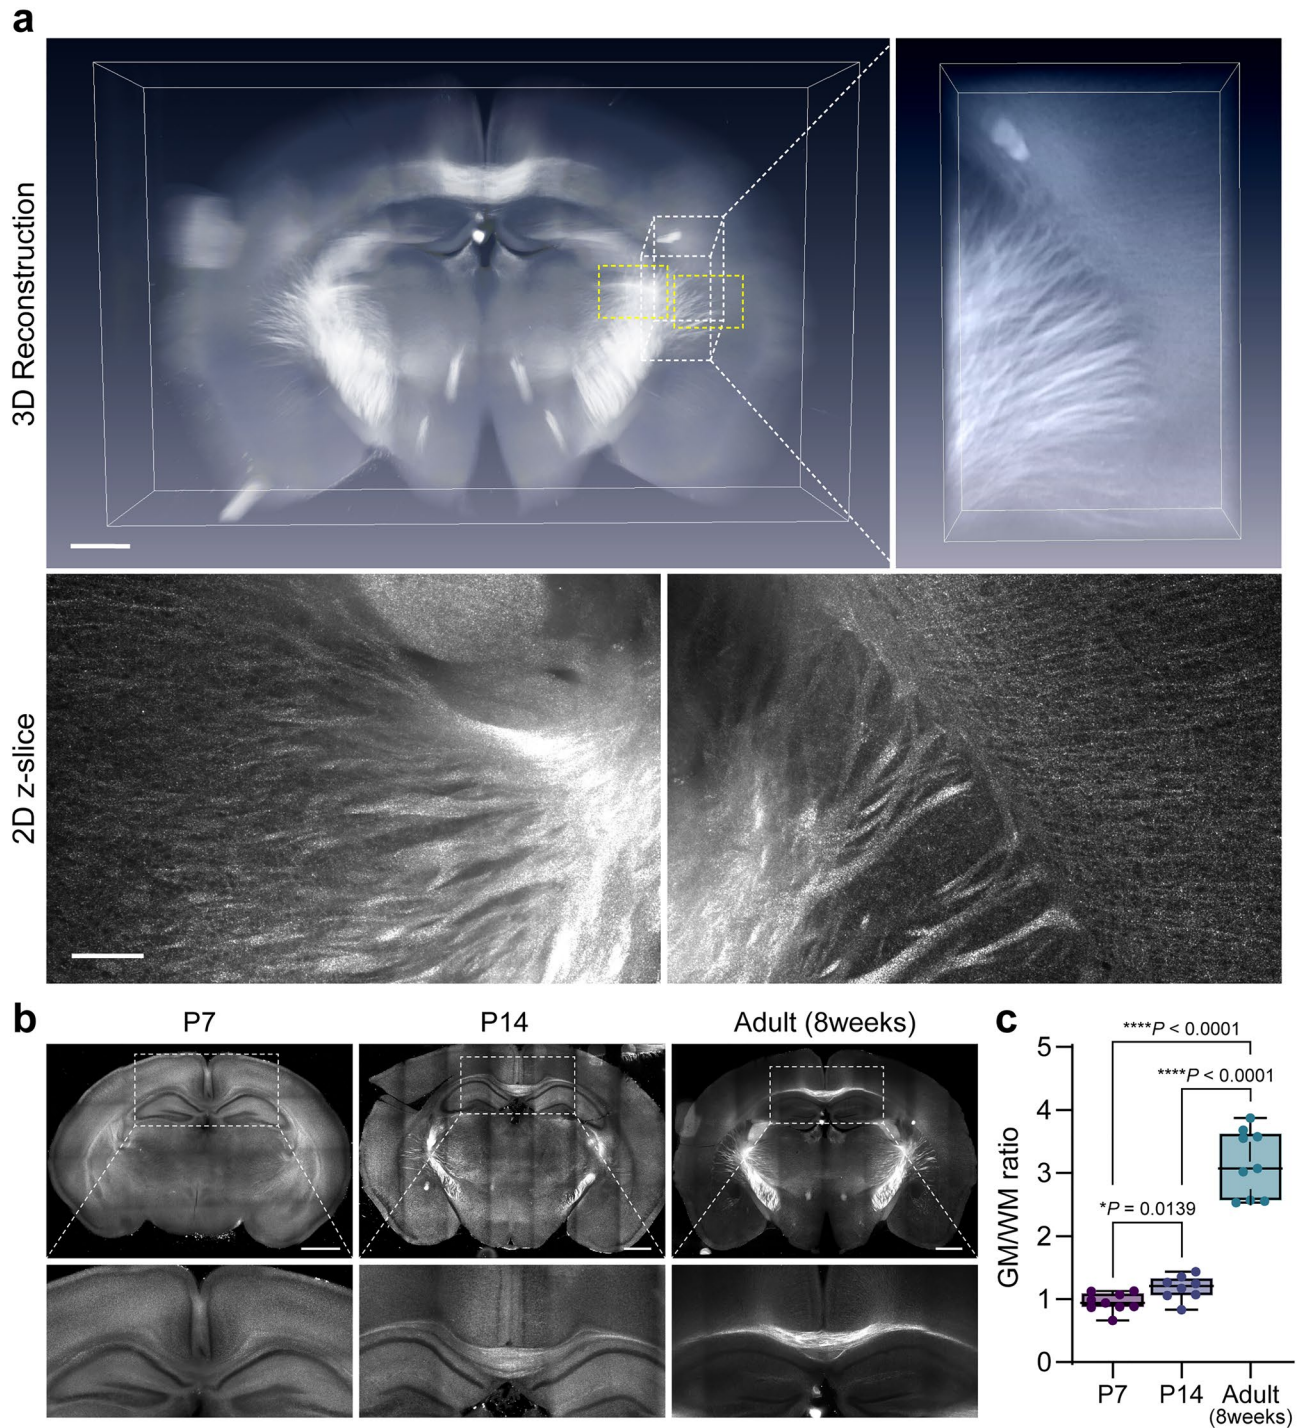 a
3D Reconstruction
2D z-slice
b
P7
P14
Adult (8weeks)
c
****P < 0.0001
****P < 0.0001
*P = 0.0139
GM/WM ratio
5
4
3
2
1
0
P7
P14
Adult
(8weeks)